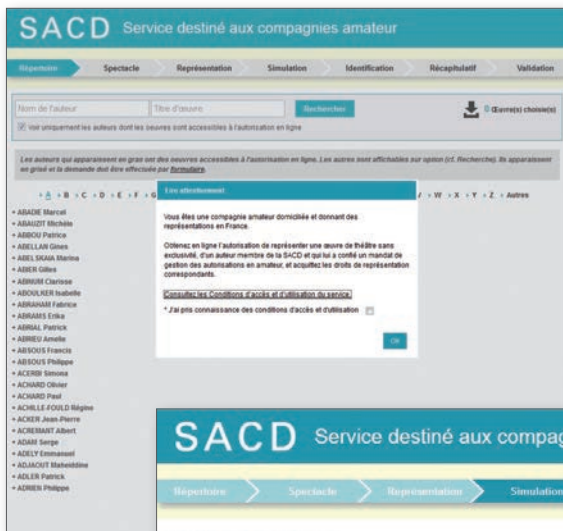 SACD Service destiné aux compagnies amateur
Répertoire Spectacle Représentation Simulation Identification Récapitulatif Validation
Nom de l'auteur Titre d'œuvre Rechercher 0 Œuvre(s) choisie(s)
Voir uniquement les auteurs dont les oeuvres sont accessibles à l'autorisation en ligne
Les auteurs qui apparaissent en gras ont des oeuvres accessibles à l'autorisation en ligne. Les autres sont affichables sur option (cf. Recherche). Ils apparaissent
en grisé et la demande doit être effectuée par formulaire.
A B C D E F G W X Y Z Autres
Lire attentivement
Vous êtes une compagnie amateur domiciliée et donnant des
représentations en France.
Obtenez en ligne l'autorisation de représenter une œuvre de théâtre sans
exclusivité, d'un auteur membre de la SACD et qui lui a confié un mandat de
gestion des autorisations en amateur, et acquittez les droits de représentation
correspondants.
Consultez les Conditions d'accès et d'utilisation du service.
* J'ai pris connaissance des conditions d'accès et d'utilisation
OK
ABADIE Marcel
ABAUZIT Michèle
ABBOU Patrice
ABELLAN Gines
ABELSKAIA Marina
ABIER Gilles
ABNUM Clarisse
ABOULKER Isabelle
ABRAHAM Fabrice
ABRAMS Erika
ABRIAL Patrick
ABRIEU Amelie
ABSOUS Francis
ABSOUS Philippe
ACERBI Simona
ACHARD Olivier
ACHARD Paul
ACHILLE-FOULD Régine
ACKER Jean-Pierre
ACREMANT Albert
ADAM Serge
ADELY Emmanuel
ADJAOUT Maheiddine
ADLER Patrick
ADRIEN Philippe
SACD Service destiné aux compag
Répertoire Spectacle Représentation Simulation